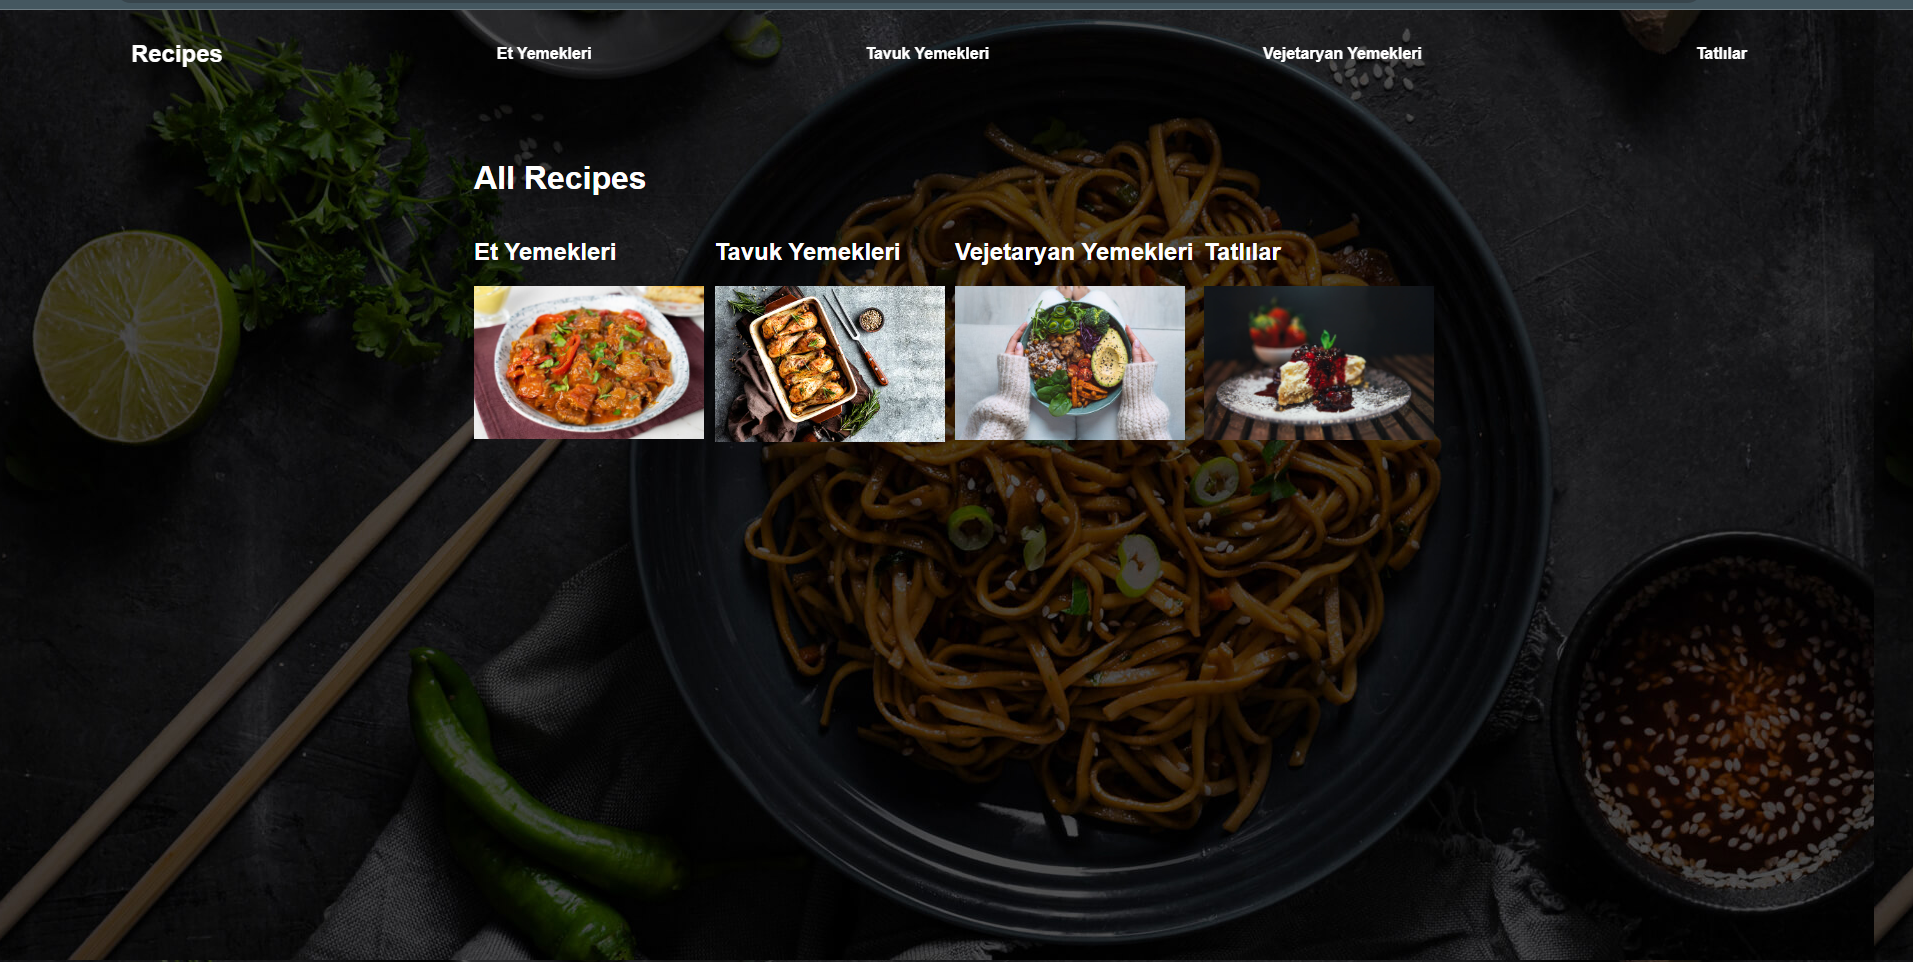 Recipes Et Yemekleri Tavuk Yemekleri Vejetaryan Yemekleri Tatlılar
All Recipes
Et Yemekleri Tavuk Yemekleri Vejetaryan Yemekleri Tatlılar